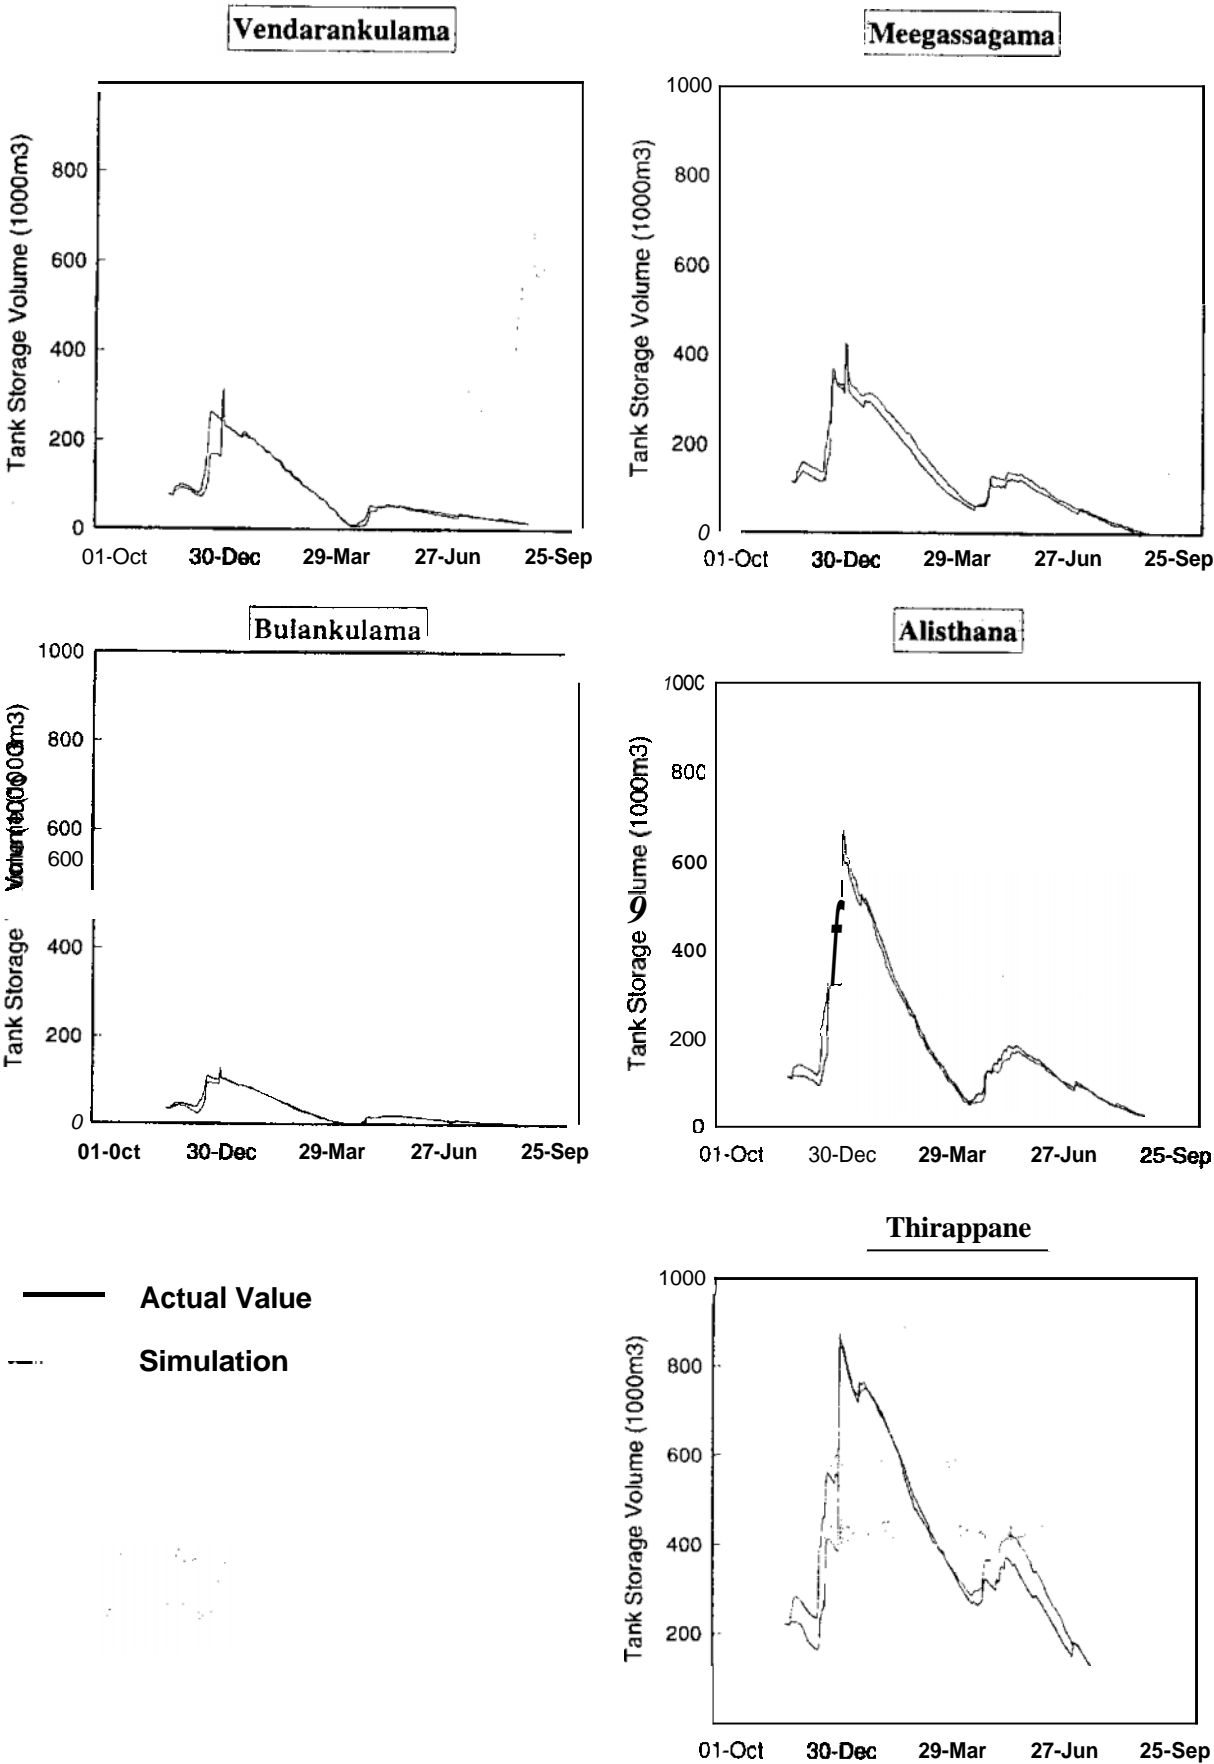 Vendarankulama
Tank Storage Volume (1000m3)
800
600
400
200
0
01-Oct 30-Dec 29-Mar 27-Jun 25-Sep
Meegassagama
Tank Storage Volume (1000m3)
1000
800
600
400
200
0
01-Oct 30-Dec 29-Mar 27-Jun 25-Sep
Bulankulama
Tank Storage
1000
800
600
600
400
200
0
01-Oct 30-Dec 29-Mar 27-Jun 25-Sep
Alisthana
Tank Storage 9lume (1000m3)
100C
80C
600
400
200
0
01-Oct 30-Dec 29-Mar 27-Jun 25-Sep
Thirappane
Tank Storage Volume (1000m3)
1000
800
600
400
200
01-Oct 30-Dec 29-Mar 27-Jun 25-Sep
Actual Value
Simulation